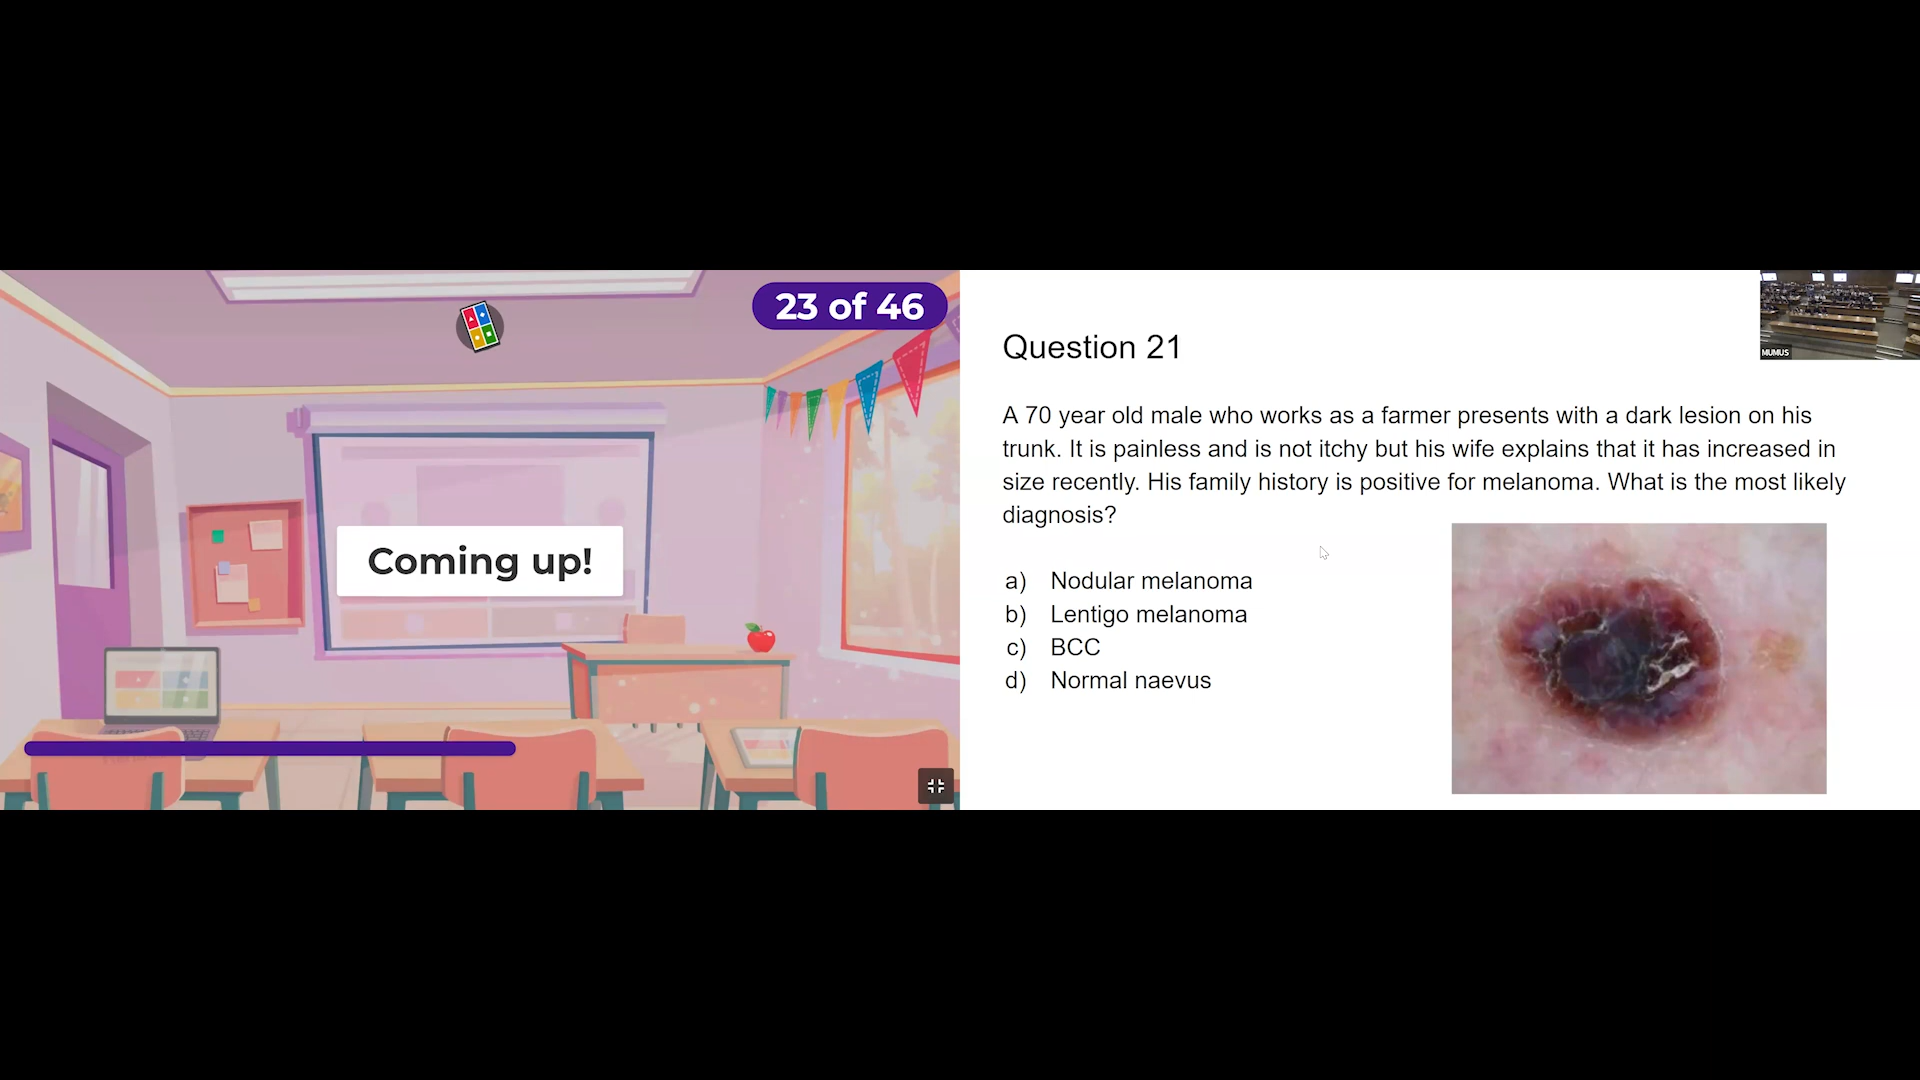 23 of 46
Coming up!
Question 21
A 70 year old male who works as a farmer presents with a dark lesion on his
trunk. It is painless and is not itchy but his wife explains that it has increased in
size recently. His family history is positive for melanoma. What is the most likely
diagnosis?
a) Nodular melanoma
b) Lentigo melanoma
c) BCC
d) Normal naevus
MUMUS